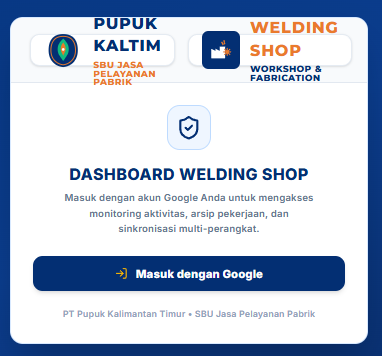 PUPUK
KALTIM
SBU JASA
PELAYANAN
PABRIK
WELDING
SHOP
WORKSHOP &
FABRICATION
DASHBOARD WELDING SHOP
Masuk dengan akun Google Anda untuk mengakses
monitoring aktivitas, arsip pekerjaan, dan
sinkronisasi multi-perangkat.
Masuk dengan Google
PT Pupuk Kalimantan Timur • SBU Jasa Pelayanan Pabrik